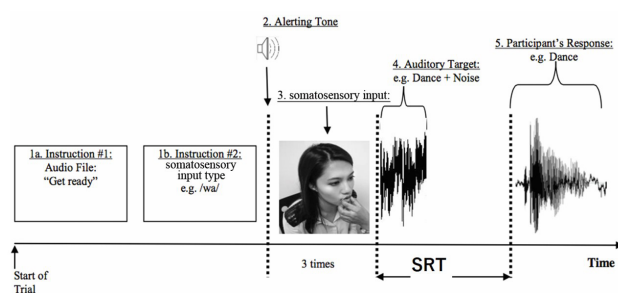 2. Alerting Tone
5. Participant's Response:
e.g. Dance
4. Auditory Target:
e.g. Dance + Noise
3. somatosensory input:
1a. Instruction #1:
Audio File:
"Get ready"
1b. Instruction #2:
somatosensory
input type
e.g. /wa/
3 times
SRT
Time
Start of
Trial